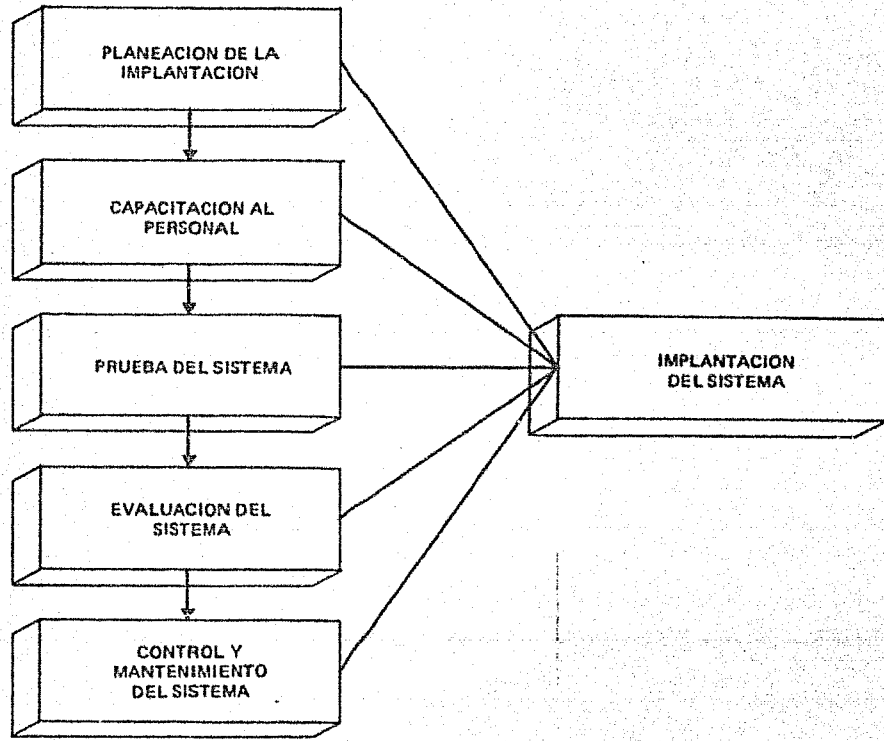 PLANEACION DE LA
IMPLANTACION
CAPACITACION AL
PERSONAL
PRUEBA DEL SISTEMA
EVALUACION DEL
SISTEMA
CONTROL Y
MANTENIMIENTO
DEL SISTEMA
IMPLANTACION
DEL SISTEMA